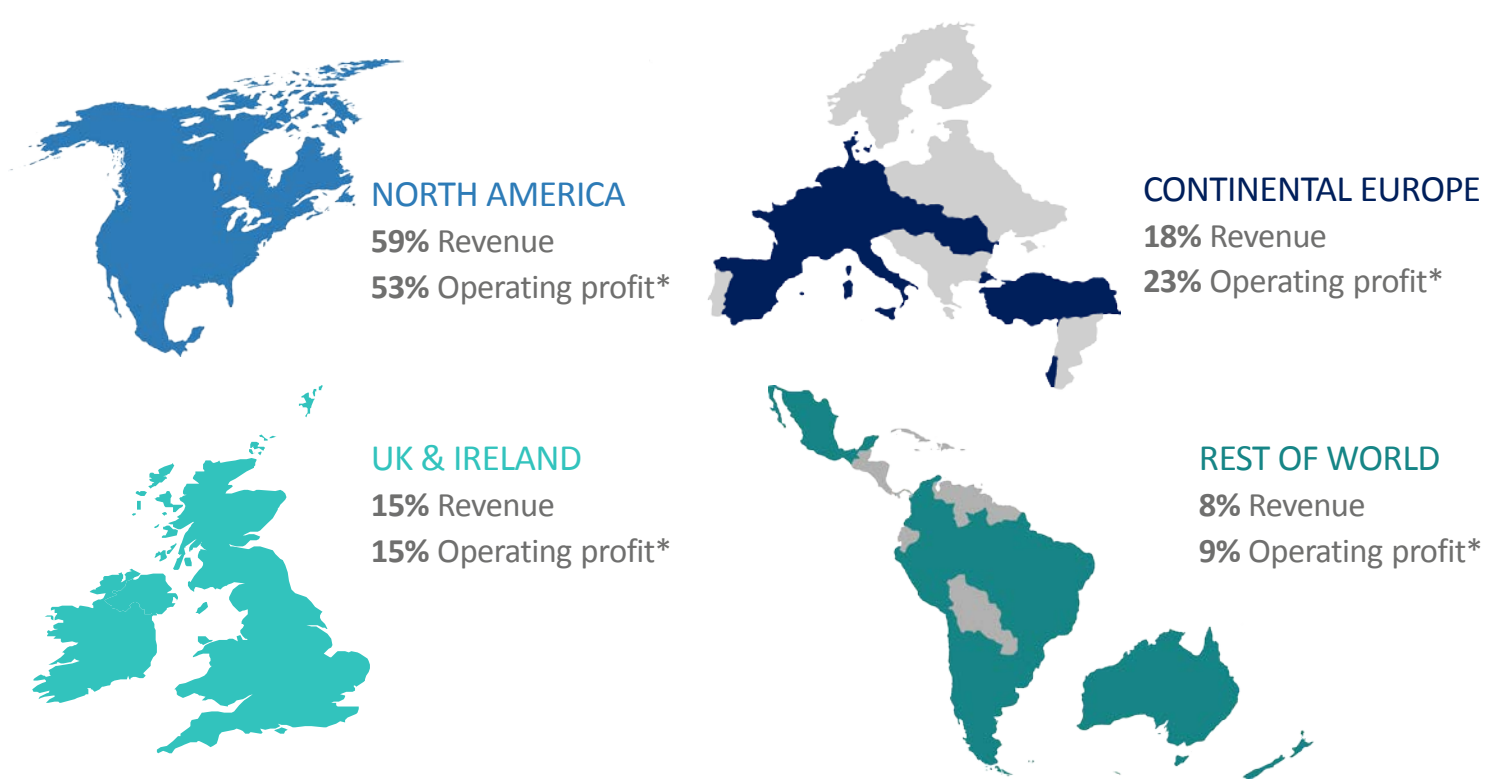 NORTH AMERICA
59% Revenue
53% Operating profit*
CONTINENTAL EUROPE
18% Revenue
23% Operating profit*
UK & IRELAND
15% Revenue
15% Operating profit*
REST OF WORLD
8% Revenue
9% Operating profit*